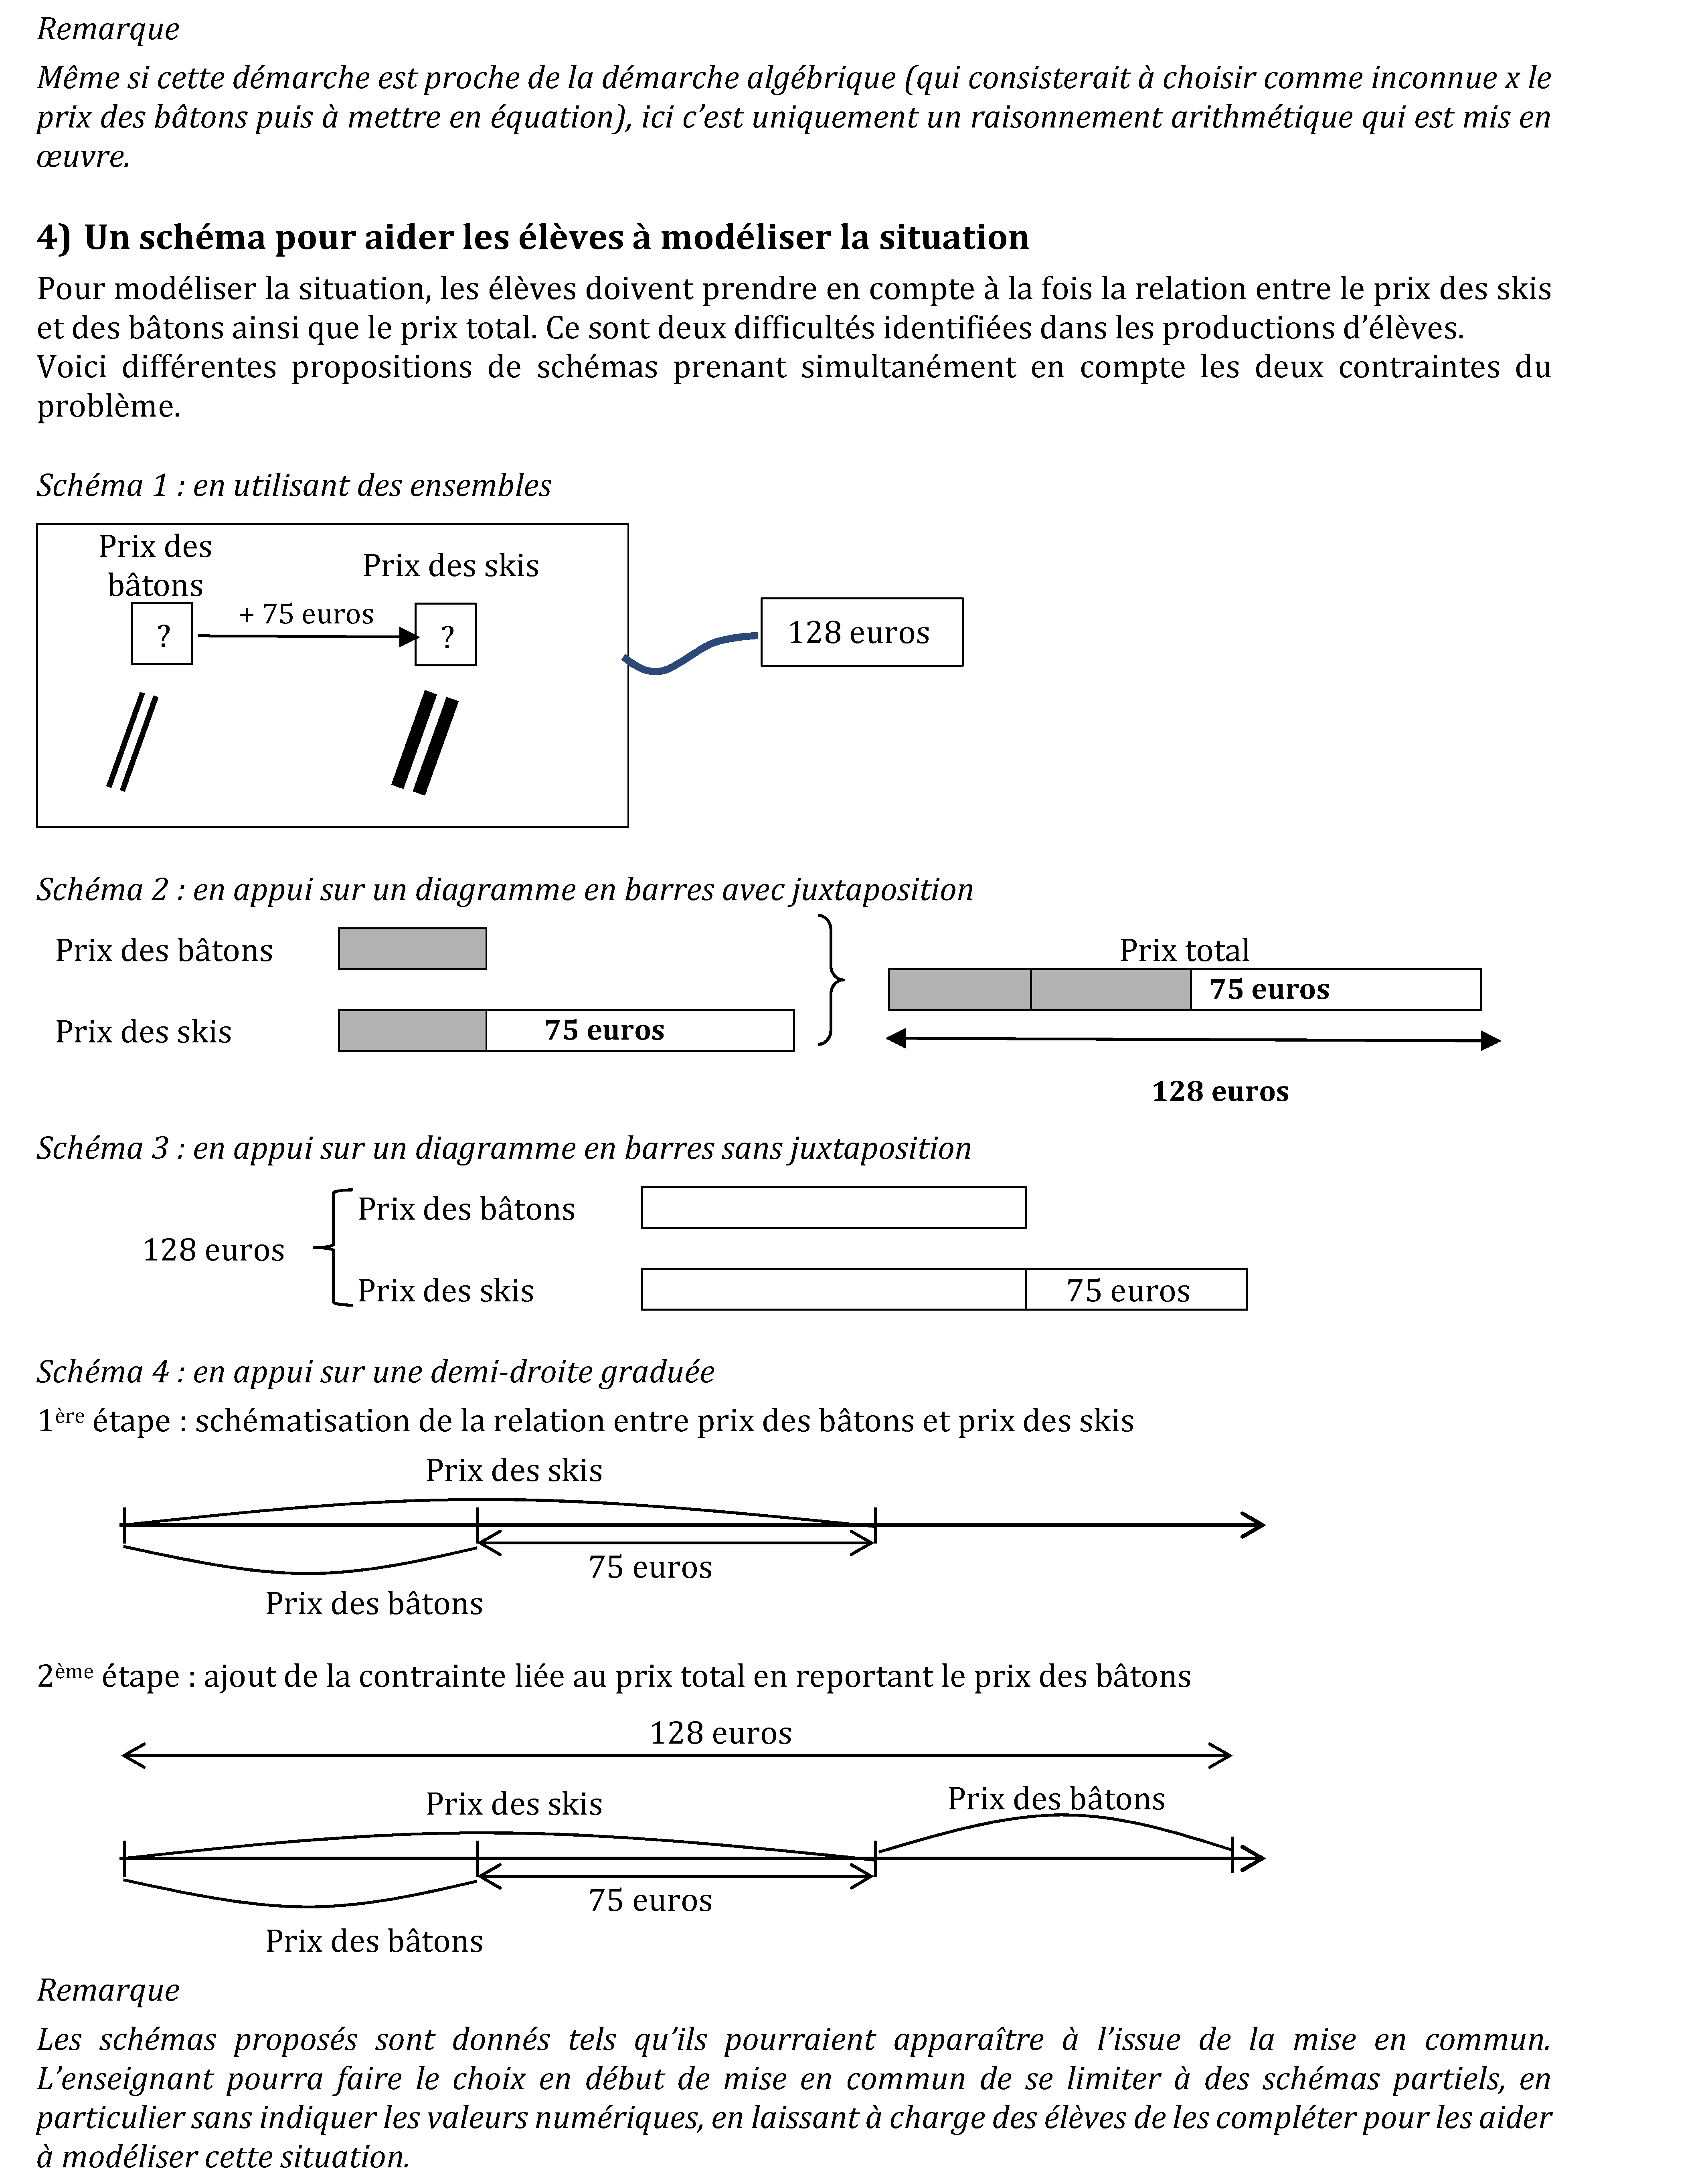 Remarque
Même si cette démarche est proche de la démarche algébrique (qui consisterait à choisir comme inconnue x le
prix des bâtons puis à mettre en équation), ici c’est uniquement un raisonnement arithmétique qui est mis en
œuvre.
4) Un schéma pour aider les élèves à modéliser la situation
Pour modéliser la situation, les élèves doivent prendre en compte à la fois la relation entre le prix des skis
et des bâtons ainsi que le prix total. Ce sont deux difficultés identifiées dans les productions d’élèves.
Voici différentes propositions de schémas prenant simultanément en compte les deux contraintes du
problème.
Schéma 1 : en utilisant des ensembles
Prix des
bâtons
Prix des skis
+ 75 euros
?
?
128 euros
Schéma 2 : en appui sur un diagramme en barres avec juxtaposition
Prix des bâtons
Prix total
75 euros
Prix des skis
75 euros
128 euros
Schéma 3 : en appui sur un diagramme en barres sans juxtaposition
Prix des bâtons
128 euros
Prix des skis
75 euros
Schéma 4 : en appui sur une demi-droite graduée
1ère étape : schématisation de la relation entre prix des bâtons et prix des skis
Prix des skis
75 euros
Prix des bâtons
2ème étape : ajout de la contrainte liée au prix total en reportant le prix des bâtons
128 euros
Prix des skis
Prix des bâtons
75 euros
Prix des bâtons
Remarque
Les schémas proposés sont donnés tels qu’ils pourraient apparaître à l’issue de la mise en commun.
L’enseignant pourra faire le choix en début de mise en commun de se limiter à des schémas partiels, en
particulier sans indiquer les valeurs numériques, en laissant à charge des élèves de les compléter pour les aider
à modéliser cette situation.